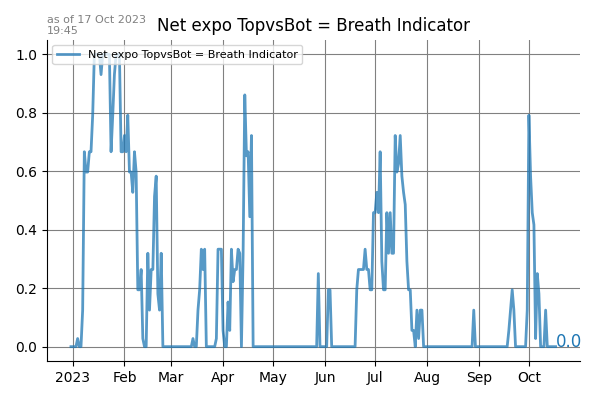 as of 17 Oct 2023
19:45
Net expo TopvsBot = Breath Indicator
Net expo TopvsBot = Breath Indicator
1.0
0.8
0.6
0.4
0.2
0.0
0.0
2023 Feb Mar Apr May Jun Jul Aug Sep Oct